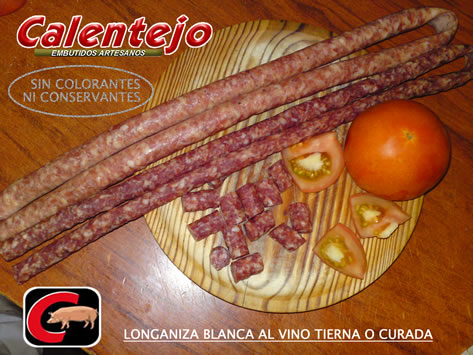 Calentejo
EMBUTIDOS ARTESANOS
SIN COLORANTES
NI CONSERVANTES
C
LONGANIZA BLANCA AL VINO TIERNA O CURADA